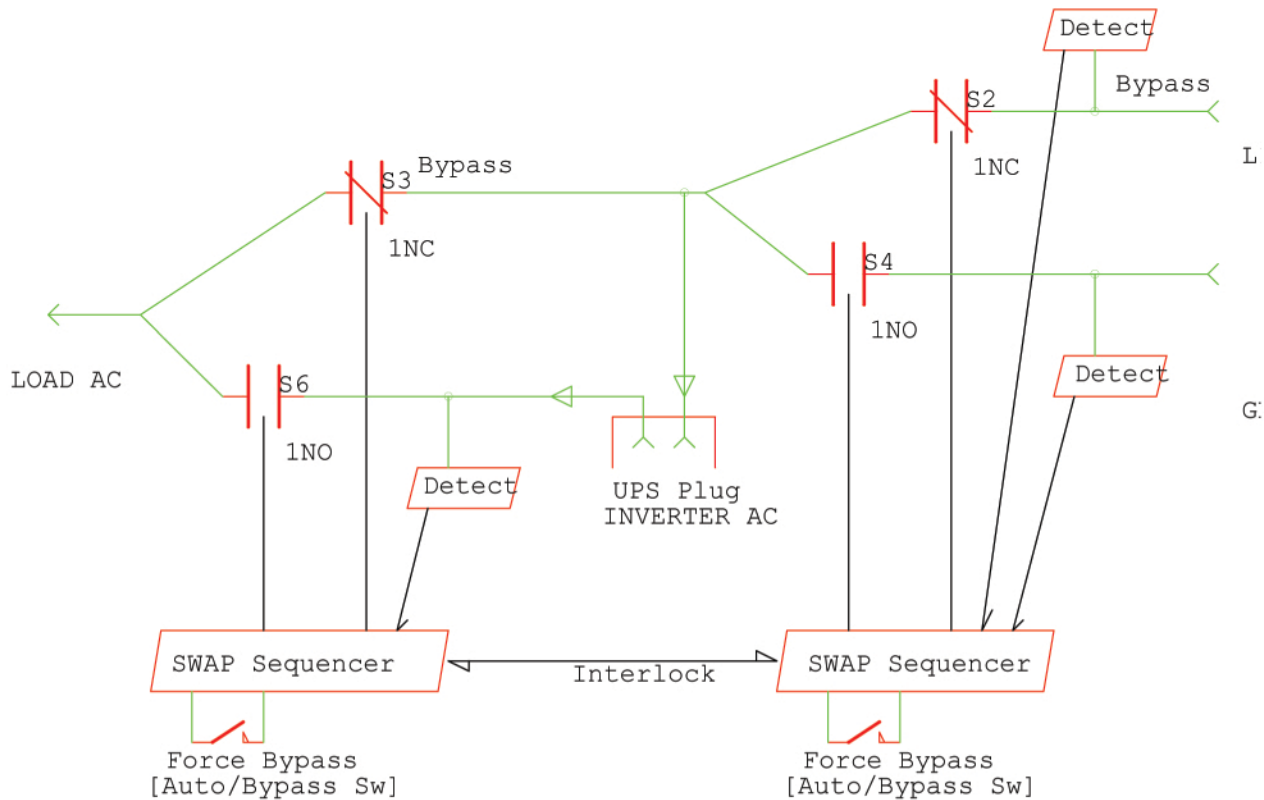 Detect
Bypass
S2
1NC
L
Bypass
S3
1NC
S4
1NO
LOAD AC
S6
1NO
Detect
Detect
UPS Plug
INVERTER AC
SWAP Sequencer
Interlock
SWAP Sequencer
Force Bypass
[Auto/Bypass Sw]
Force Bypass
[Auto/Bypass Sw]